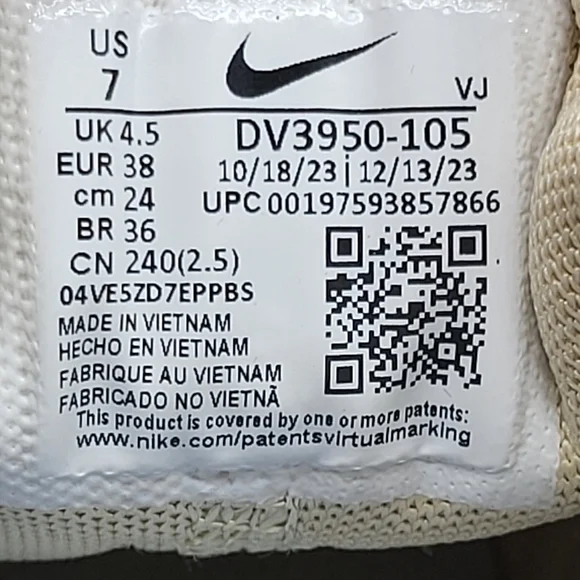 US
7
VJ
UK 4.5
EUR 38
cm 24
BR 36
CN 240(2.5)
DV3950-105
10/18/23 | 12/13/23
UPC 00197593857866
04VE5ZD7EPPBS
MADE IN VIETNAM
HECHO EN VIETNAM
FABRIQUE AU VIETNAM
FABRICADO NO VIETNÃ
This product is covered by one or more patents:
www.nike.com/patentsvirtualmarking